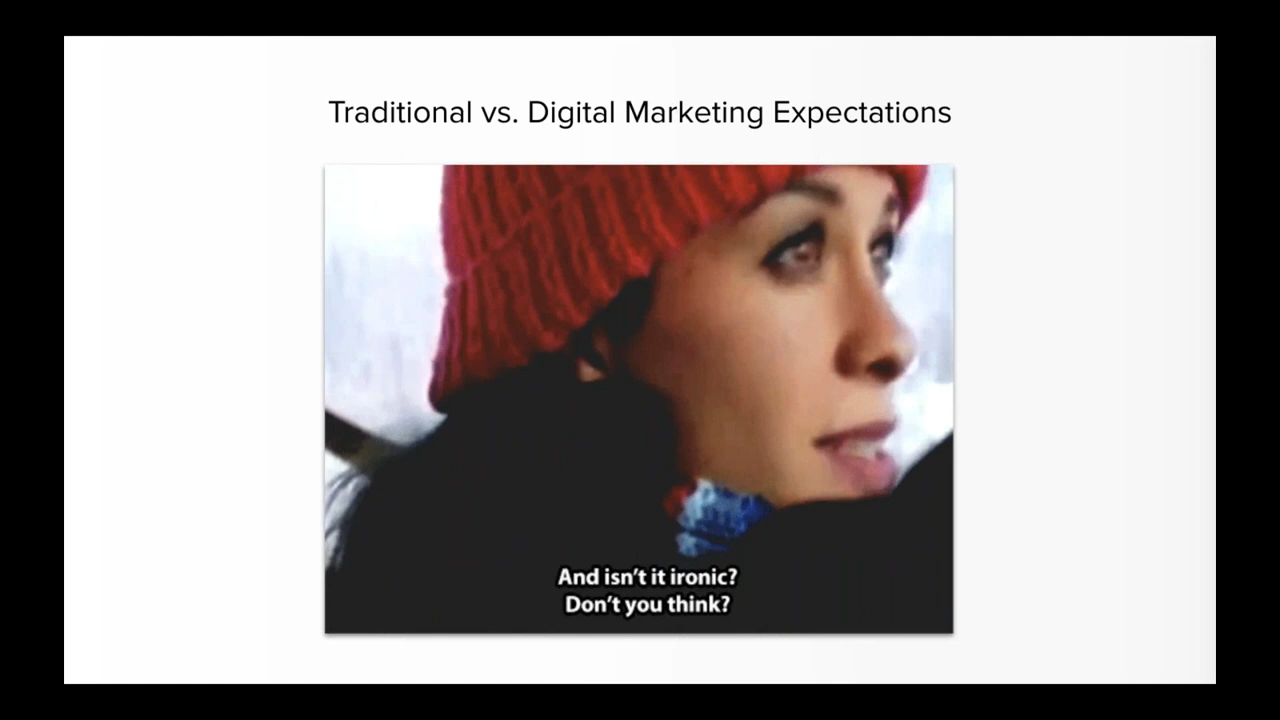 Traditional vs. Digital Marketing Expectations
And isn't it ironic?
Don't you think?